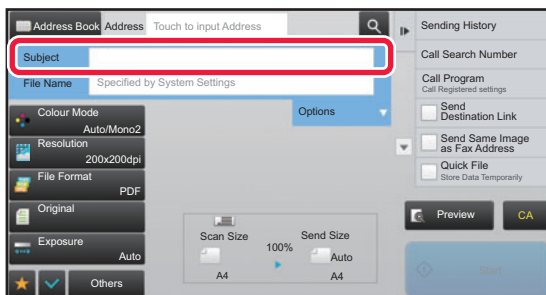 Address Book
Address
Touch to input Address
Subject
File Name
Specified by System Settings
Options
Colour Mode
Auto/Mono2
Resolution
200x200dpi
File Format
PDF
Original
Exposure
Auto
Others
Scan Size
100%
Send Size
Auto
A4
A4
Sending History
Call Search Number
Call Program
Call Registered settings
Send
Destination Link
Send Same Image
as Fax Address
Quick File
Store Data Temporarily
Preview
CA
Start